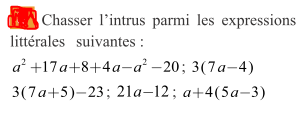 Chasser l'intrus parmi les expressions
littérales suivantes :
a² +17a+8+4a−a² −20 ; 3(7a−4)
3(7a+5)−23 ; 21a−12 ; a+4(5a−3)